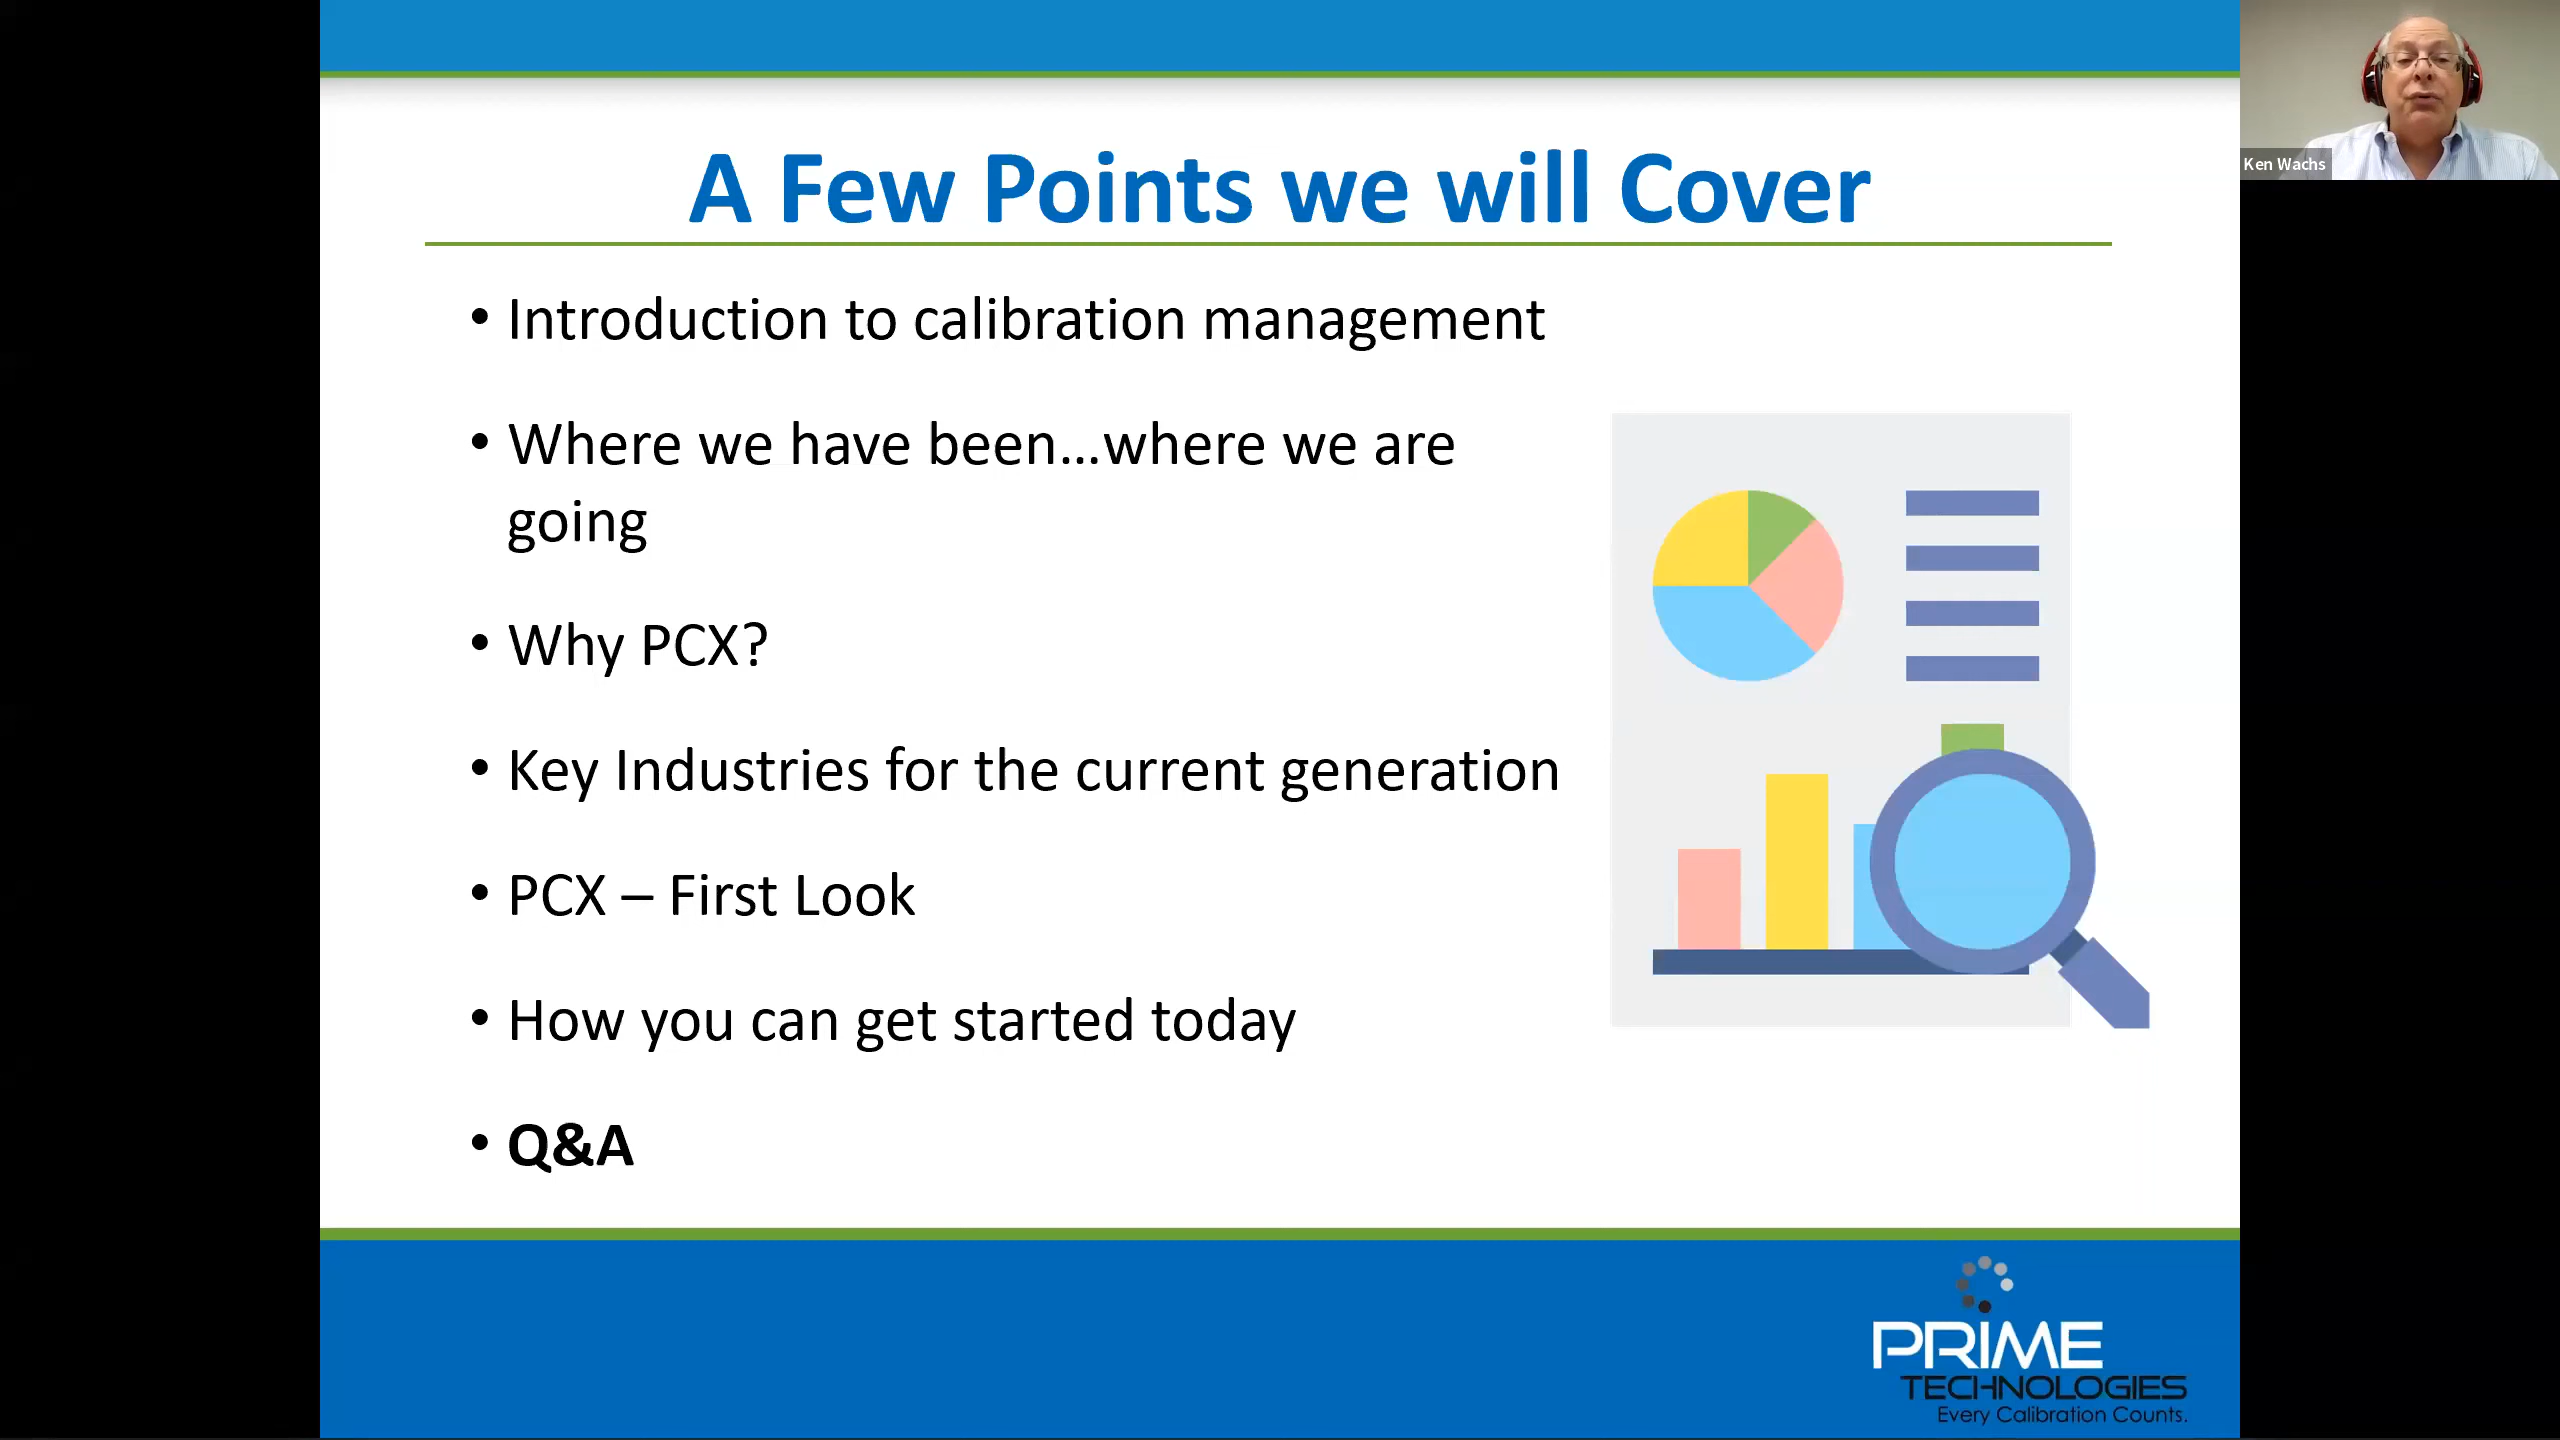 Ken Wachs
A Few Points we will Cover
• Introduction to calibration management
• Where we have been...where we are
going
• Why PCX?
• Key Industries for the current generation
• PCX – First Look
• How you can get started today
• Q&A
PRIME
TECHNOLOGIES
Every Calibration Counts.